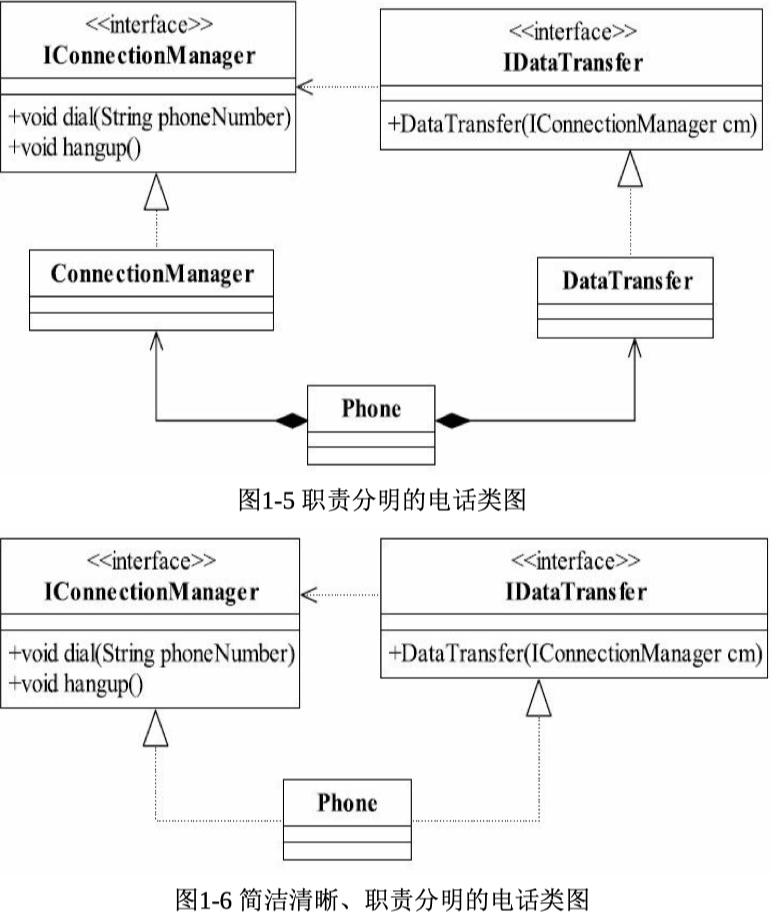 <<interface>>
IConnectionManager
+void dial(String phoneNumber)
+void hangup()
<<interface>>
IDataTransfer
+DataTransfer(IConnectionManager cm)
ConnectionManager
DataTransfer
Phone
图1-5 职责分明的电话类图
<<interface>>
IConnectionManager
+void dial(String phoneNumber)
+void hangup()
<<interface>>
IDataTransfer
+DataTransfer(IConnectionManager cm)
Phone
图1-6 简洁清晰、职责分明的电话类图